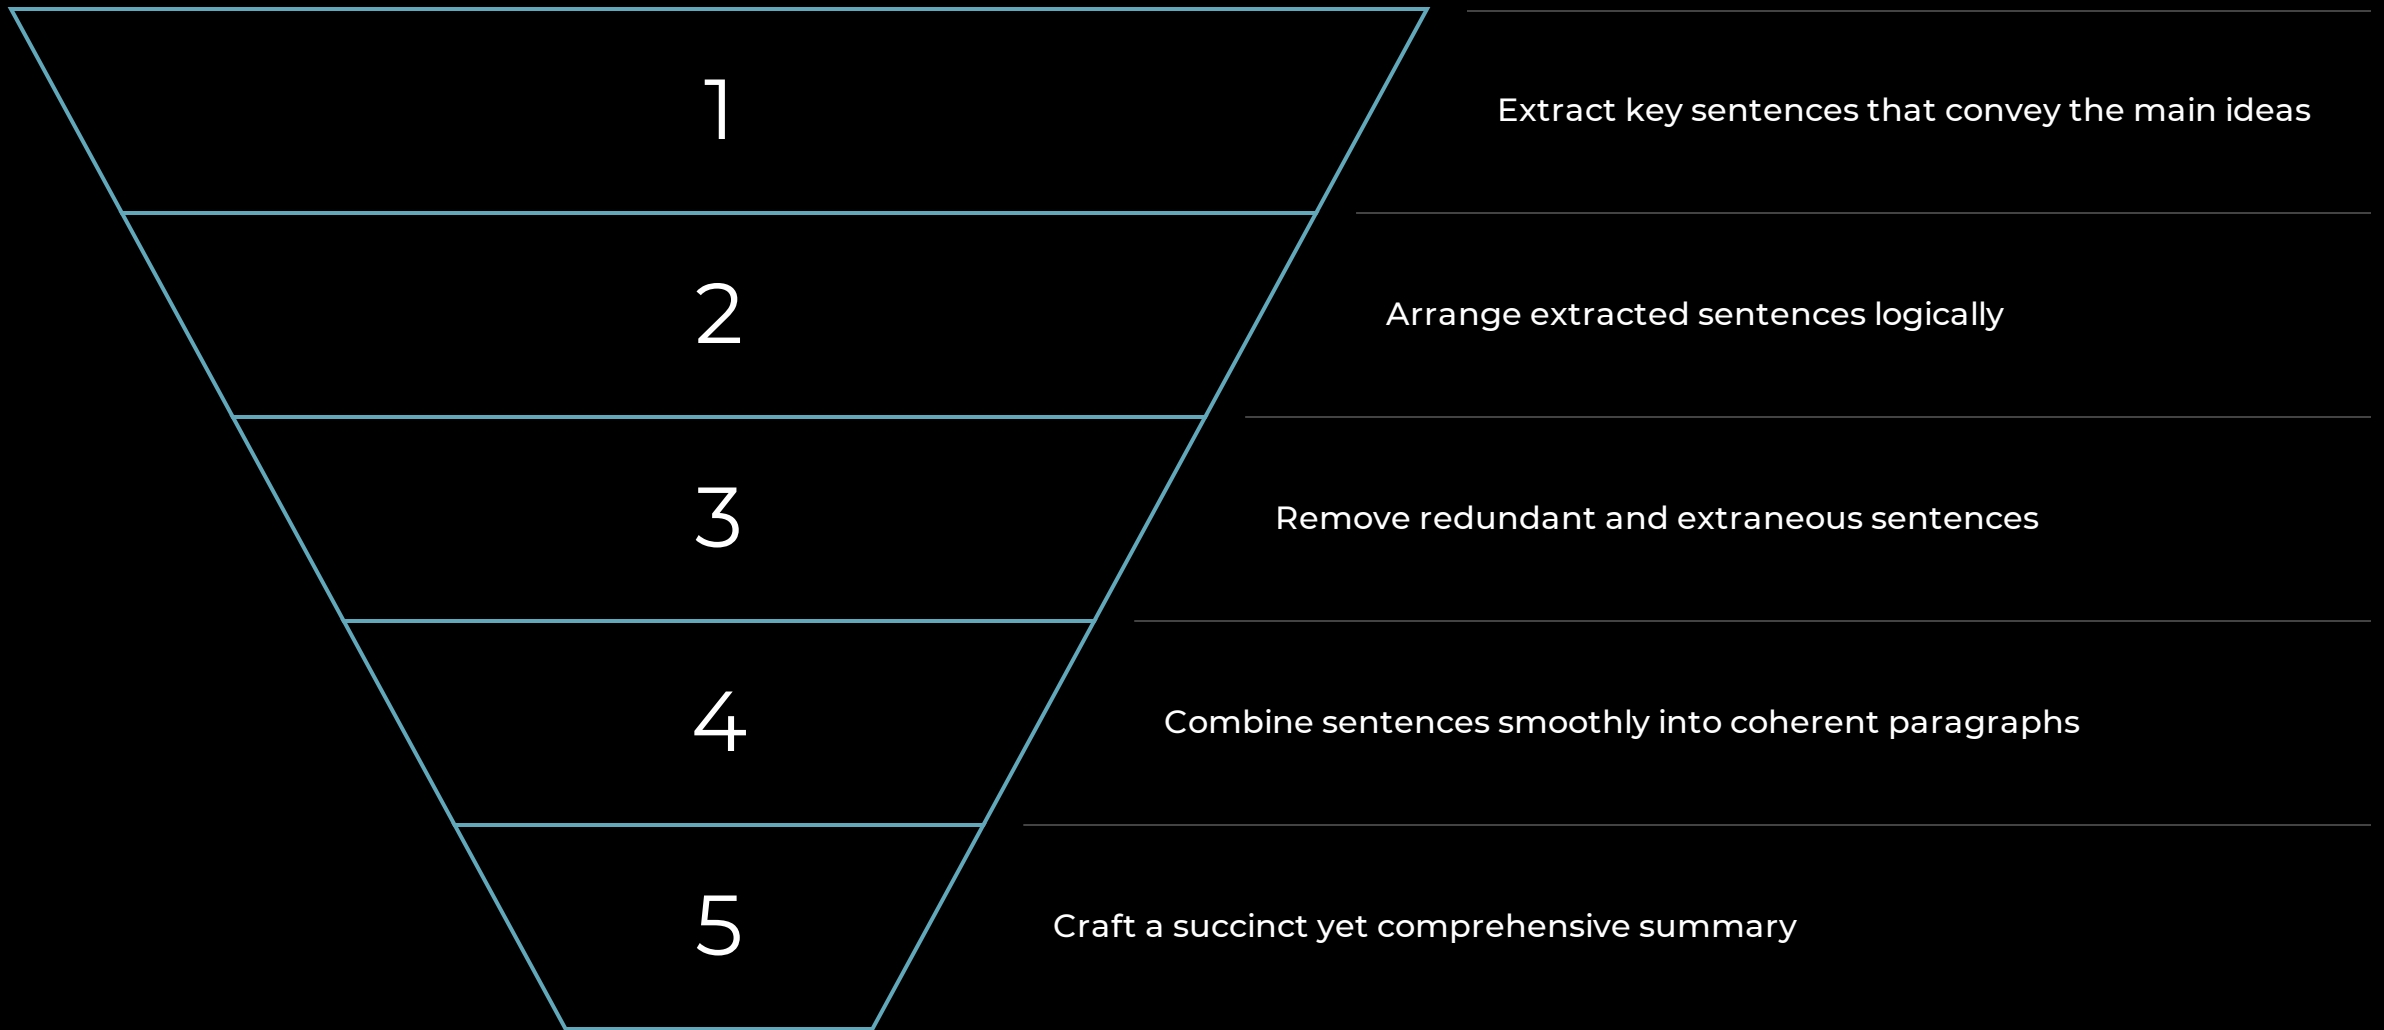 1
Extract key sentences that convey the main ideas
2
Arrange extracted sentences logically
3
Remove redundant and extraneous sentences
4
Combine sentences smoothly into coherent paragraphs
5
Craft a succinct yet comprehensive summary